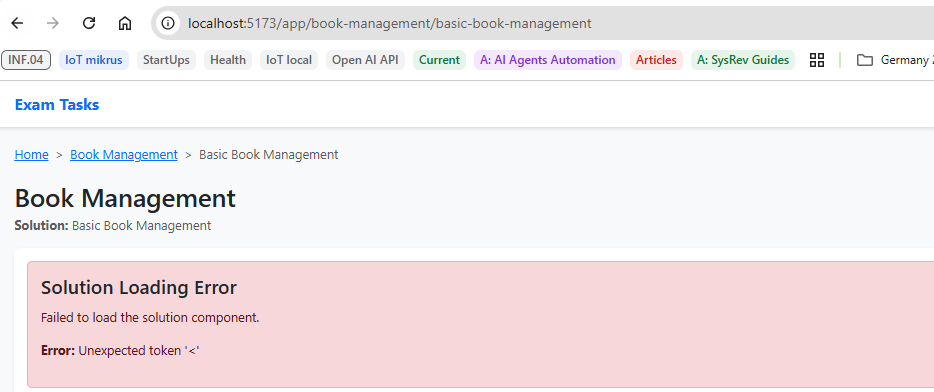 localhost:5173/app/book-management/basic-book-management
INF.04 IoT mikrus StartUps Health IoT local Open AI API Current A: AI Agents Automation Articles A: SysRev Guides Germany
Exam Tasks
Home > Book Management > Basic Book Management
Book Management
Solution: Basic Book Management
Solution Loading Error
Failed to load the solution component.
Error: Unexpected token '<'